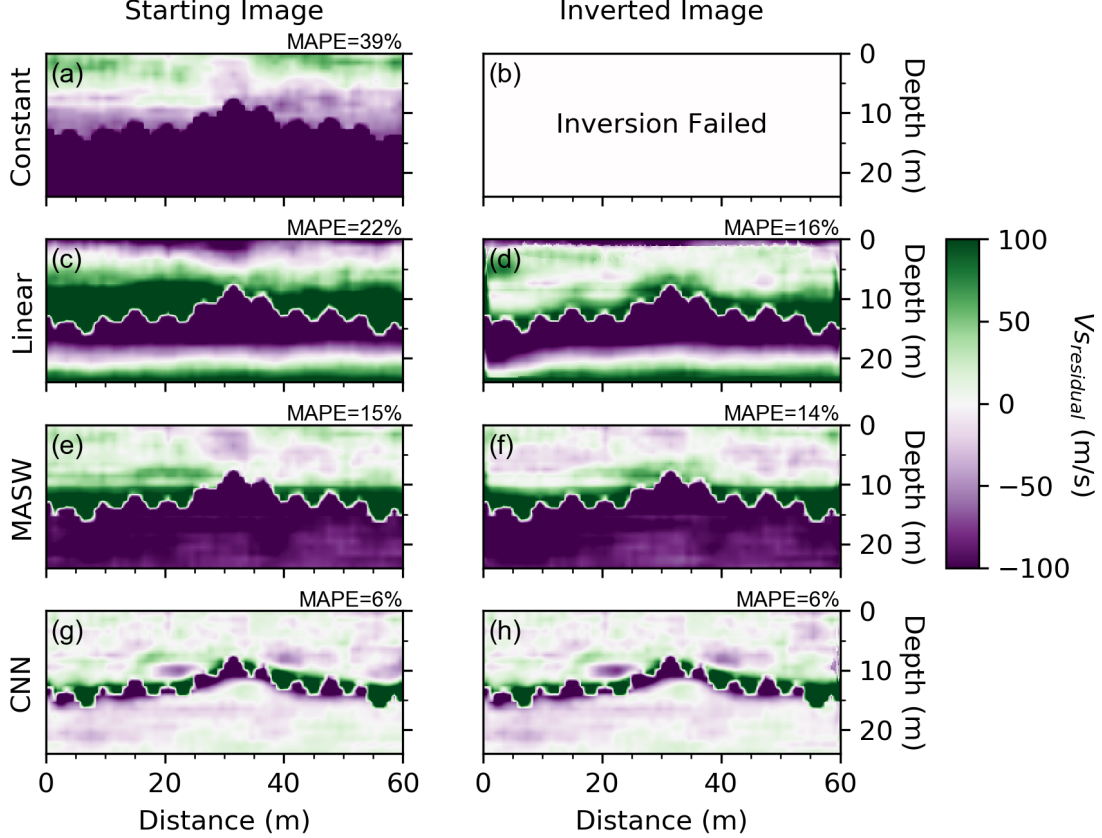 Starting Image
Inverted Image
MAPE=39%
Constant
(a)
(b)
Inversion Failed
0
10
20
Depth (m)
MAPE=22%
MAPE=16%
Linear
(c)
(d)
0
10
20
Depth (m)
MAPE=15%
MAPE=14%
MASW
(e)
(f)
0
10
20
Depth (m)
MAPE=6%
MAPE=6%
CNN
(g)
(h)
0
10
20
Depth (m)
0 20 40 60
0 20 40 60
Distance (m)
Distance (m)
100
50
0
−50
−100
Vs residual (m/s)